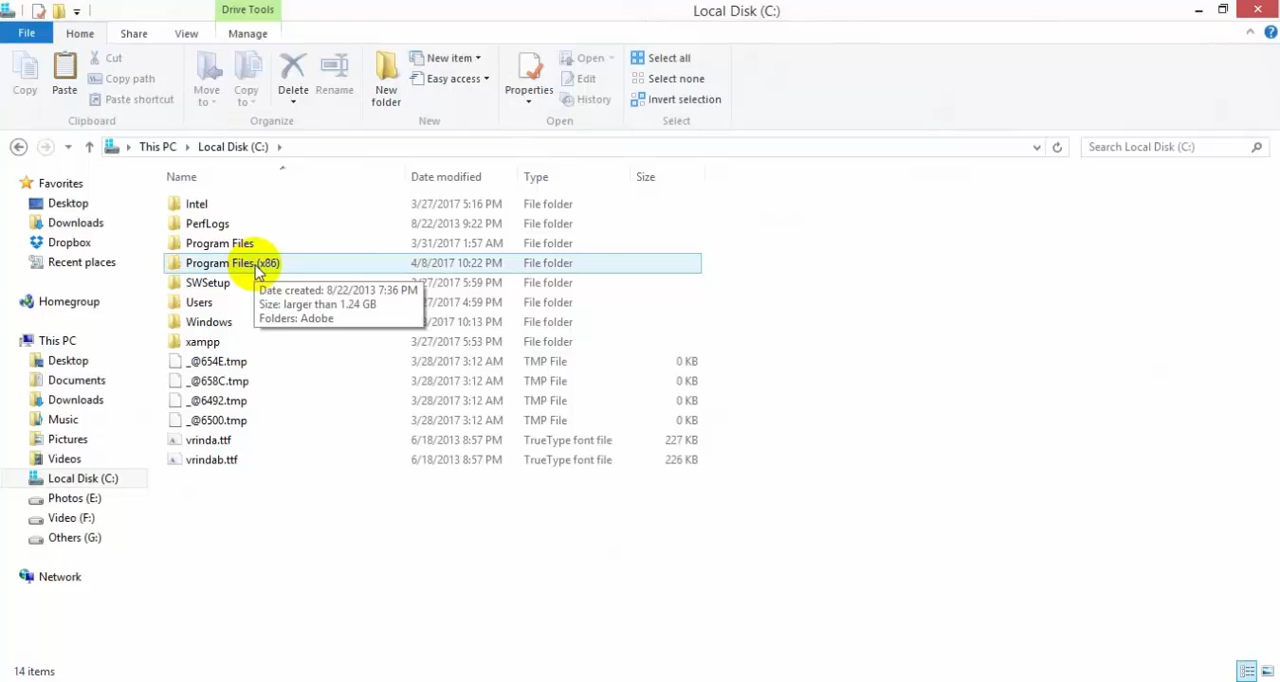 Drive Tools
Local Disk (C:)
File Home Share View Manage
Copy
Paste
Cut
Copy path
Paste shortcut
Clipboard
Move to
Copy to
Delete
Rename
Organize
New folder
New item
Easy access
New
Properties
Open
Edit
History
Open
Select all
Select none
Invert selection
Select
This PC Local Disk (C:)
Search Local Disk (C:)
Favorites
Desktop
Downloads
Dropbox
Recent places
Homegroup
This PC
Desktop
Documents
Downloads
Music
Pictures
Videos
Local Disk (C:)
Photos (E:)
Video (F:)
Others (G:)
Network
Name Date modified Type Size
Intel 3/27/2017 5:16 PM File folder
PerfLogs 8/22/2013 9:22 PM File folder
Program Files 3/31/2017 1:57 AM File folder
Program Files (x86) 4/8/2017 10:22 PM File folder
SWSetup /27/2017 5:59 PM File folder
Users /27/2017 4:59 PM File folder
Windows 10:13 PM File folder
xampp 3/27/2017 5:53 PM File folder
_@654E.tmp 3/28/2017 3:12 AM TMP File 0 KB
_@658C.tmp 3/28/2017 3:12 AM TMP File 0 KB
_@6492.tmp 3/28/2017 3:12 AM TMP File 0 KB
_@6500.tmp 3/28/2017 3:12 AM TMP File 0 KB
vrinda.ttf 6/18/2013 8:57 PM TrueType font file 227 KB
vrindab.ttf 6/18/2013 8:57 PM TrueType font file 226 KB
Date created: 8/22/2013 7:36 PM
Size: larger than 1.24 GB
Folders: Adobe
14 items